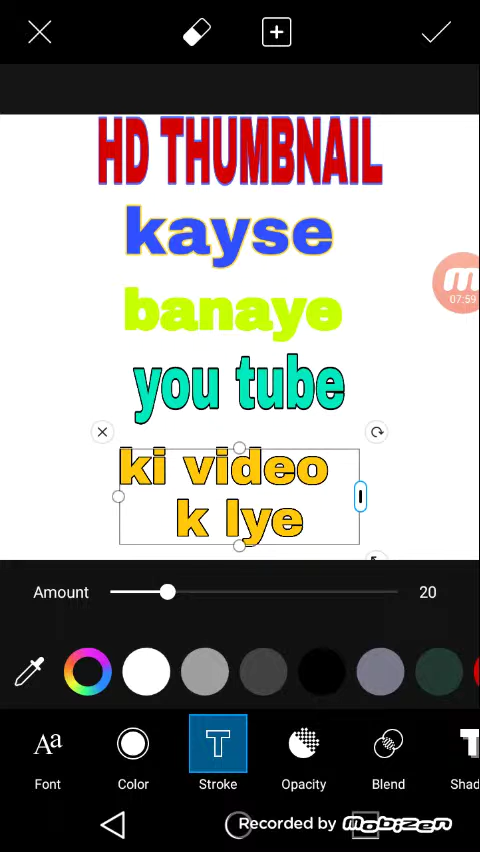 HD THUMBNAIL
07:59
kayse
banaye
you tube
ki video
k lye
Amount 20
Font Color Stroke Opacity Blend Shad
Recorded by Mobizen